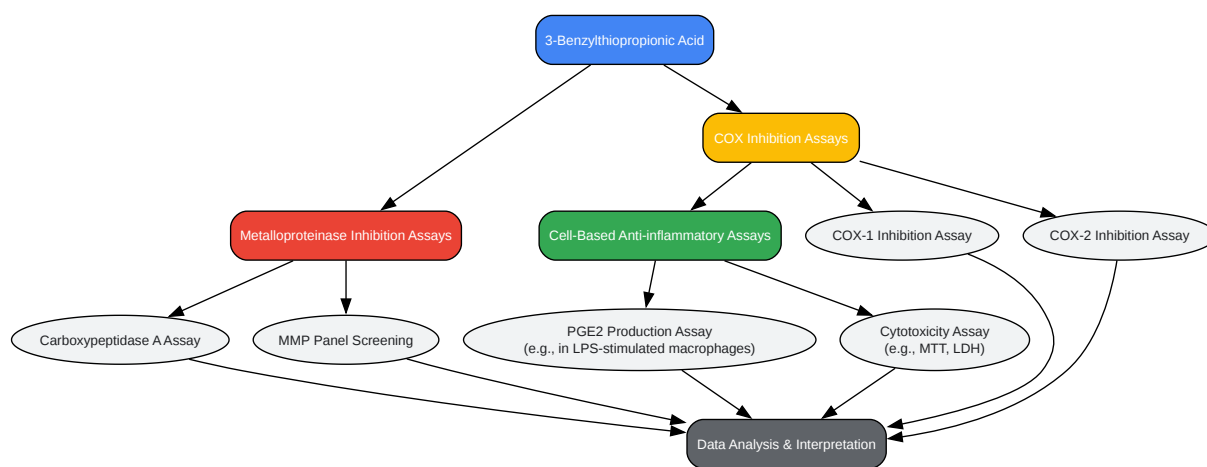 3-Benzylthiopropionic Acid
COX Inhibition Assays
Metalloproteinase Inhibition Assays
Cell-Based Anti-inflammatory Assays
COX-1 Inhibition Assay
COX-2 Inhibition Assay
Carboxypeptidase A Assay
MMP Panel Screening
PGE2 Production Assay
(e.g., in LPS-stimulated macrophages)
Cytotoxicity Assay
(e.g., MTT, LDH)
Data Analysis & Interpretation